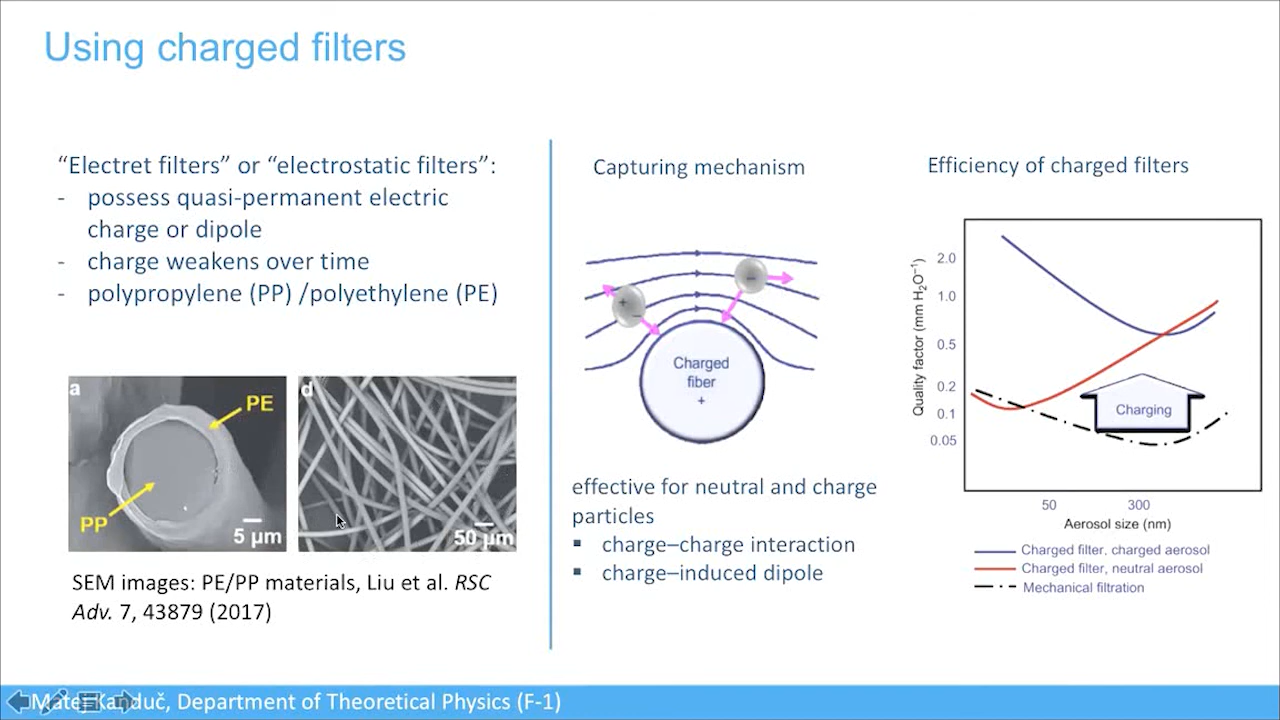 Using charged filters
“Electret filters” or “electrostatic filters”:
- possess quasi-permanent electric
charge or dipole
- charge weakens over time
- polypropylene (PP) /polyethylene (PE)
a
PE
PP
5 µm
d
50 µm
SEM images: PE/PP materials, Liu et al. RSC
Adv. 7, 43879 (2017)
Capturing mechanism
+
−
−
Charged
fiber
+
effective for neutral and charge
particles
▪ charge–charge interaction
▪ charge–induced dipole
Efficiency of charged filters
Quality factor (mm H₂O⁻¹)
2.0
1.0
0.5
0.2
0.1
0.05
Charging
50 300
Aerosol size (nm)
Charged filter, charged aerosol
Charged filter, neutral aerosol
Mechanical filtration
Matej Kanduč, Department of Theoretical Physics (F-1)